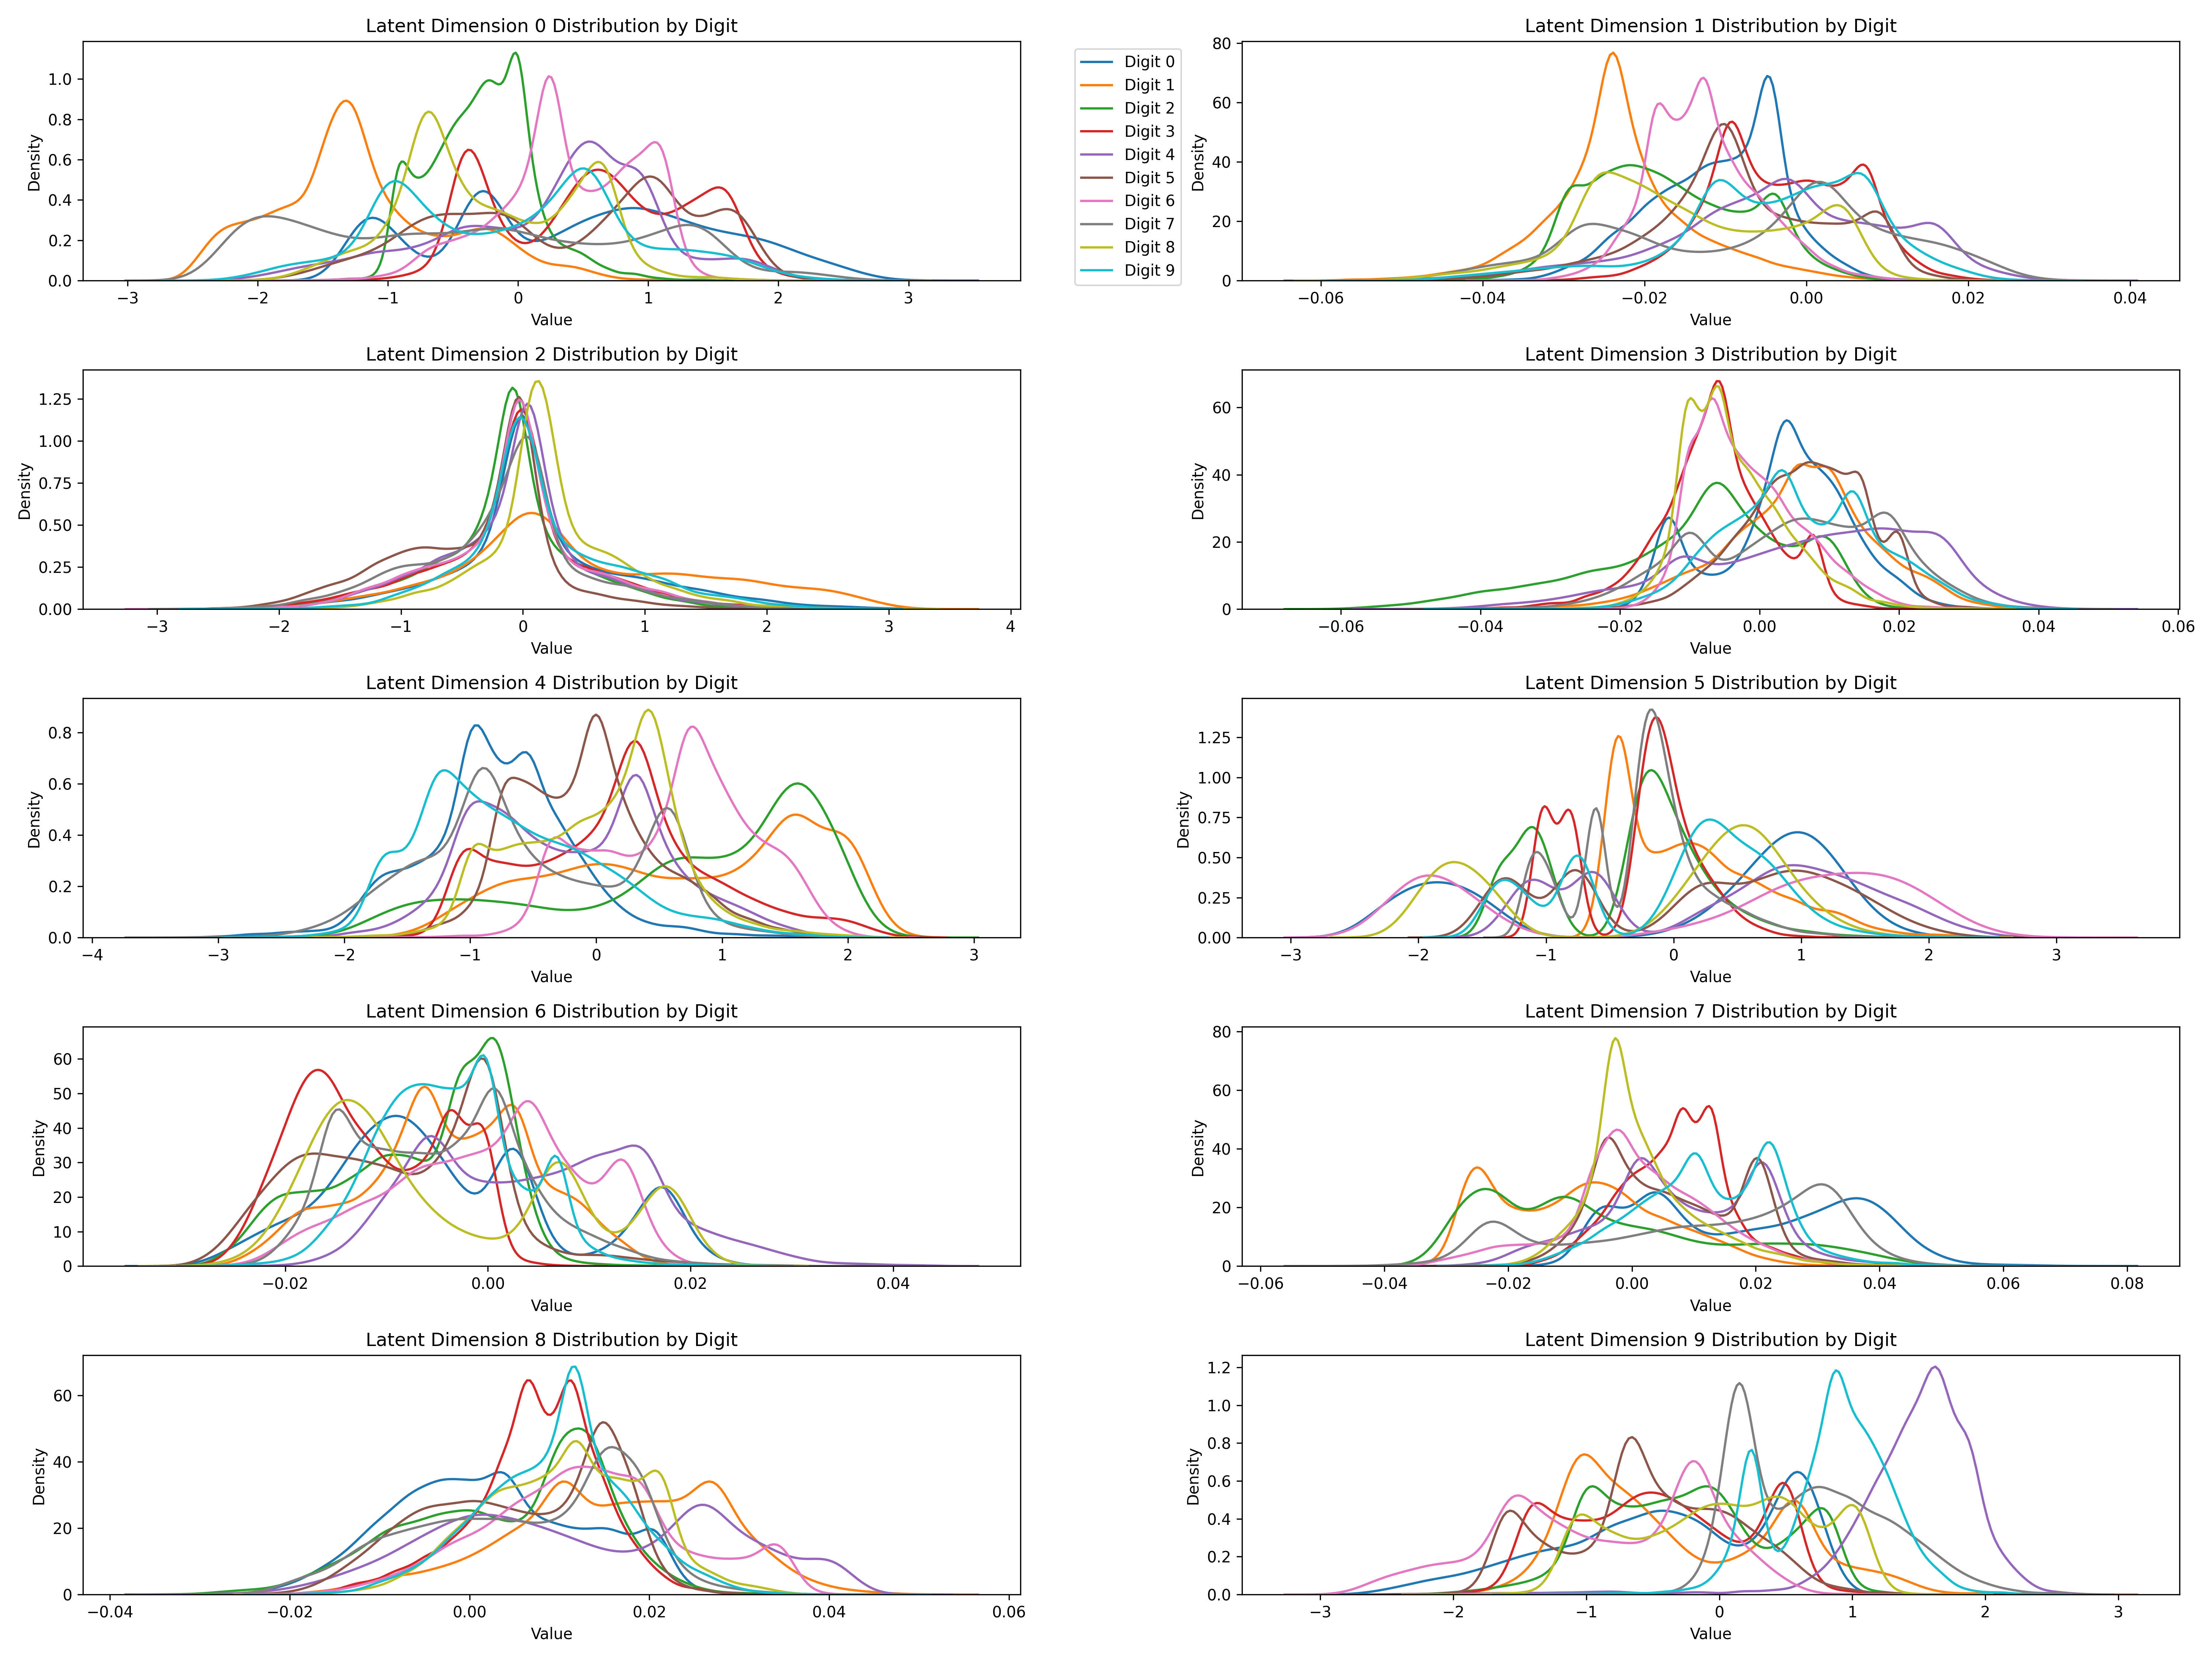 Latent Dimension 0 Distribution by Digit
Density
1.0
0.8
0.6
0.4
0.2
0.0
−3 −2 −1 0 1 2 3
Value
Digit 0
Digit 1
Digit 2
Digit 3
Digit 4
Digit 5
Digit 6
Digit 7
Digit 8
Digit 9
Latent Dimension 1 Distribution by Digit
Density
80
60
40
20
0
−0.06 −0.04 −0.02 0.00 0.02 0.04
Value
Latent Dimension 2 Distribution by Digit
Density
1.25
1.00
0.75
0.50
0.25
0.00
−3 −2 −1 0 1 2 3 4
Value
Latent Dimension 3 Distribution by Digit
Density
60
40
20
0
−0.06 −0.04 −0.02 0.00 0.02 0.04 0.06
Value
Latent Dimension 4 Distribution by Digit
Density
0.8
0.6
0.4
0.2
0.0
−4 −3 −2 −1 0 1 2 3
Value
Latent Dimension 5 Distribution by Digit
Density
1.25
1.00
0.75
0.50
0.25
0.00
−3 −2 −1 0 1 2 3
Value
Latent Dimension 6 Distribution by Digit
Density
60
50
40
30
20
10
0
−0.02 0.00 0.02 0.04
Value
Latent Dimension 7 Distribution by Digit
Density
80
60
40
20
0
−0.06 −0.04 −0.02 0.00 0.02 0.04 0.06 0.08
Value
Latent Dimension 8 Distribution by Digit
Density
60
40
20
0
−0.04 −0.02 0.00 0.02 0.04 0.06
Value
Latent Dimension 9 Distribution by Digit
Density
1.2
1.0
0.8
0.6
0.4
0.2
0.0
−3 −2 −1 0 1 2 3
Value